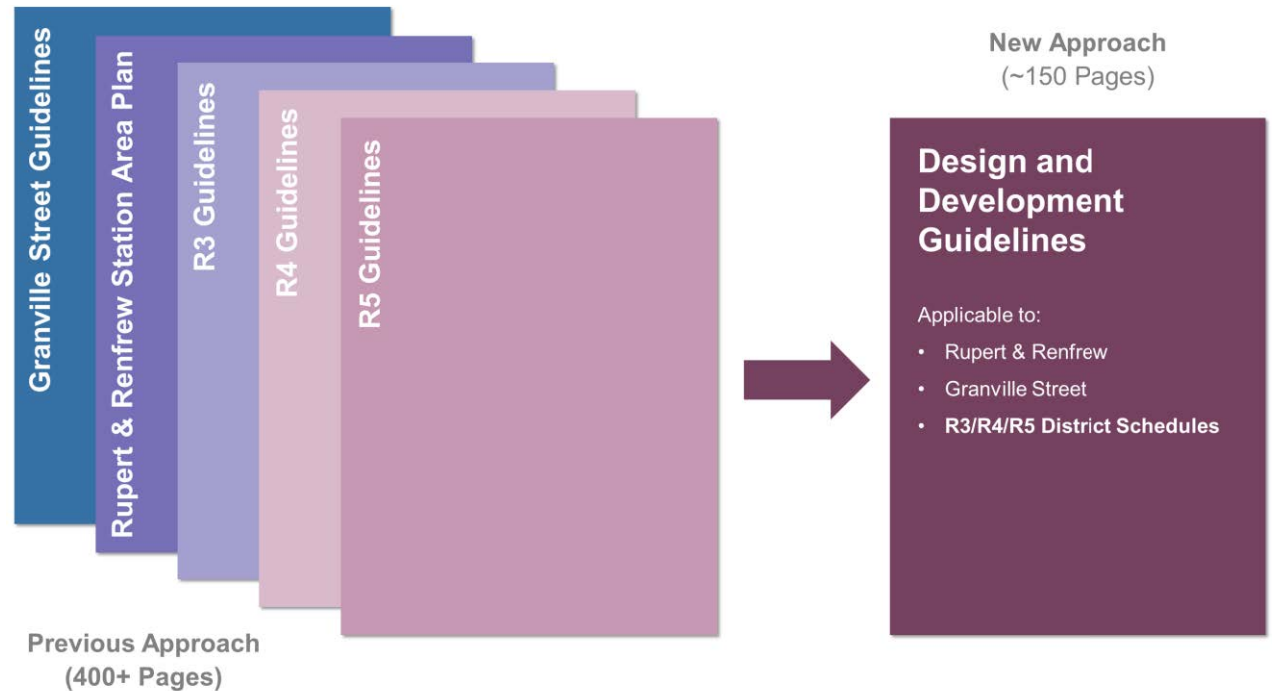 Granville Street Guidelines
Rupert & Renfrew Station Area Plan
R3 Guidelines
R4 Guidelines
R5 Guidelines
Previous Approach
(400+ Pages)
New Approach
(~150 Pages)
Design and
Development
Guidelines
Applicable to:
• Rupert & Renfrew
• Granville Street
• R3/R4/R5 District Schedules